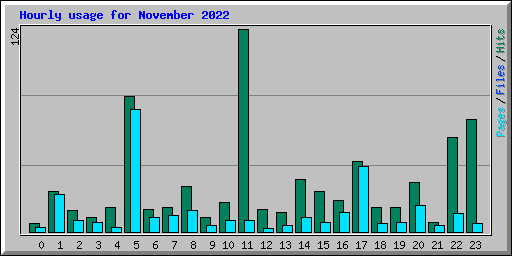 Hourly usage for November 2022
124
Pages/Files/Hits
0 1 2 3 4 5 6 7 8 9 10 11 12 13 14 15 16 17 18 19 20 21 22 23